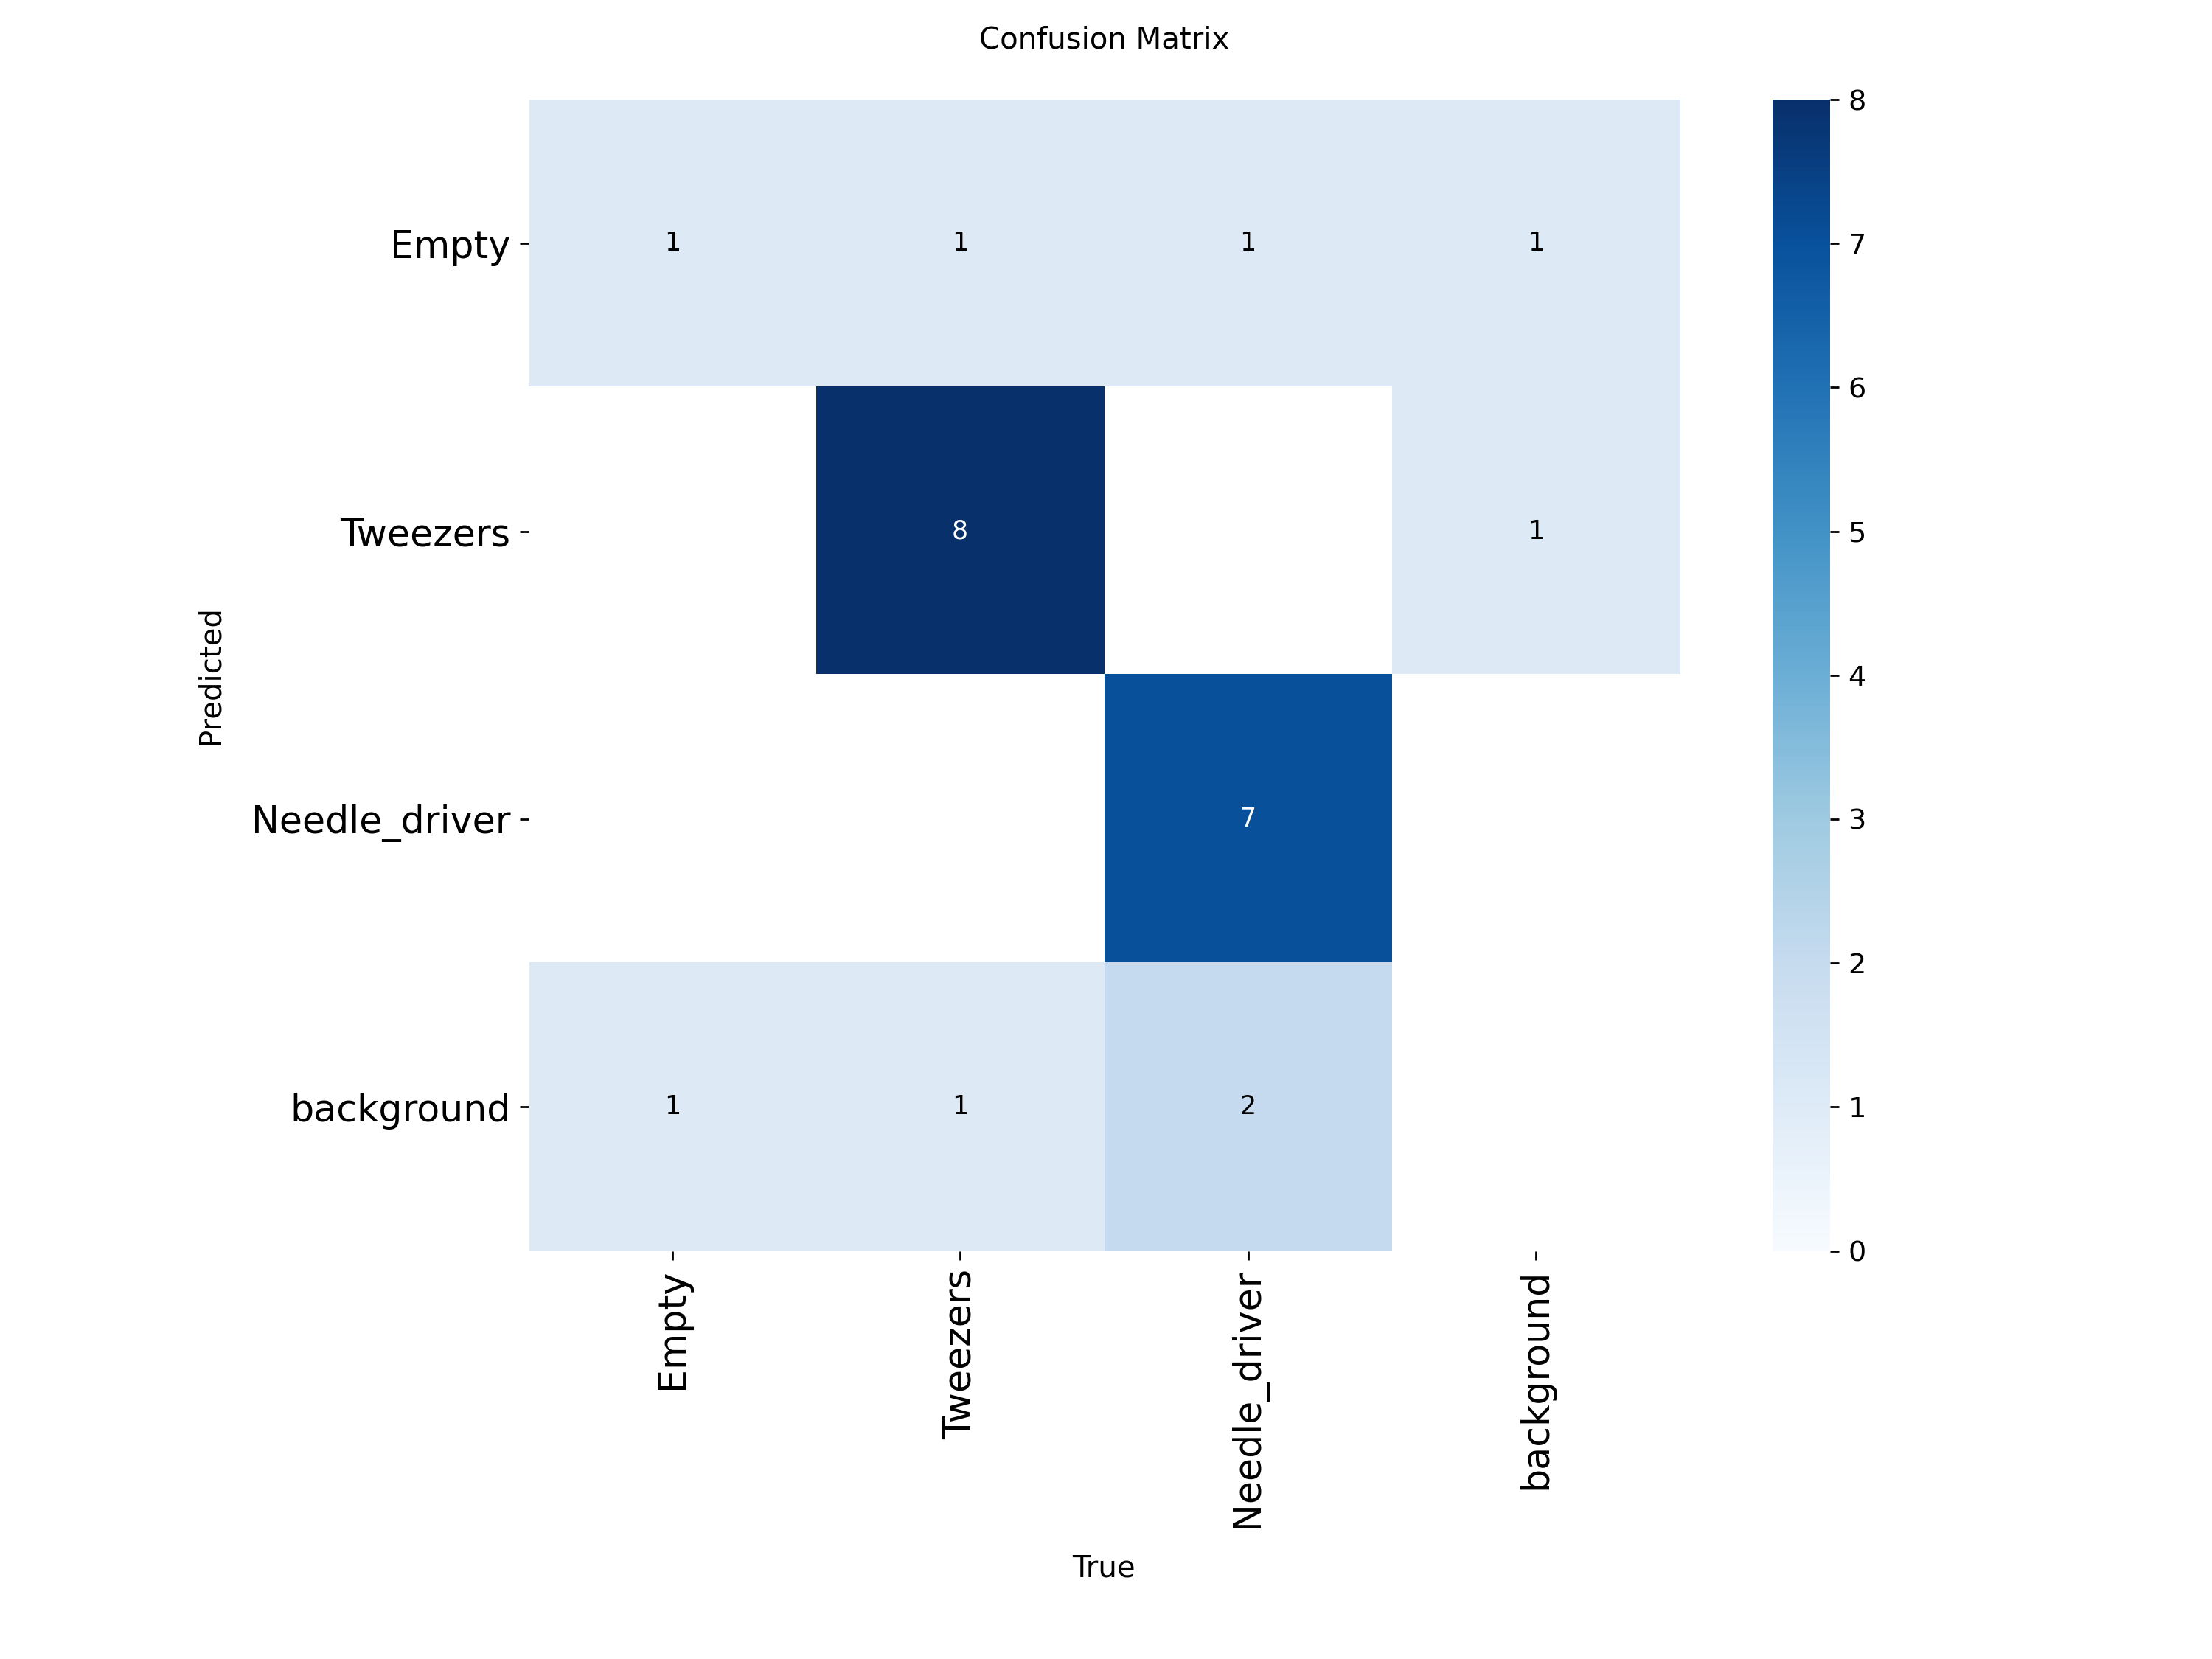 Confusion Matrix
Empty
1 1 1 1
Tweezers
8 1
Needle_driver
7
background
1 1 2
Predicted
Empty
Tweezers
Needle_driver
background
True
8
7
6
5
4
3
2
1
0